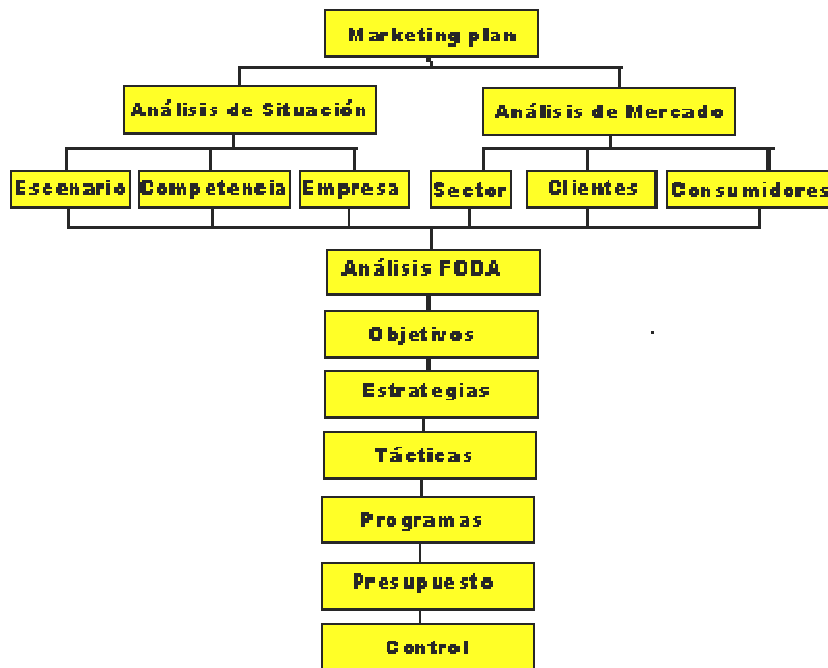 Marketing plan
Análisis de Situación
Análisis de Mercado
Escenario
Competencia
Empresa
Sector
Clientes
Consumidores
Análisis FODA
Objetivos
Estrategias
Tácticas
Programas
Presupuesto
Control